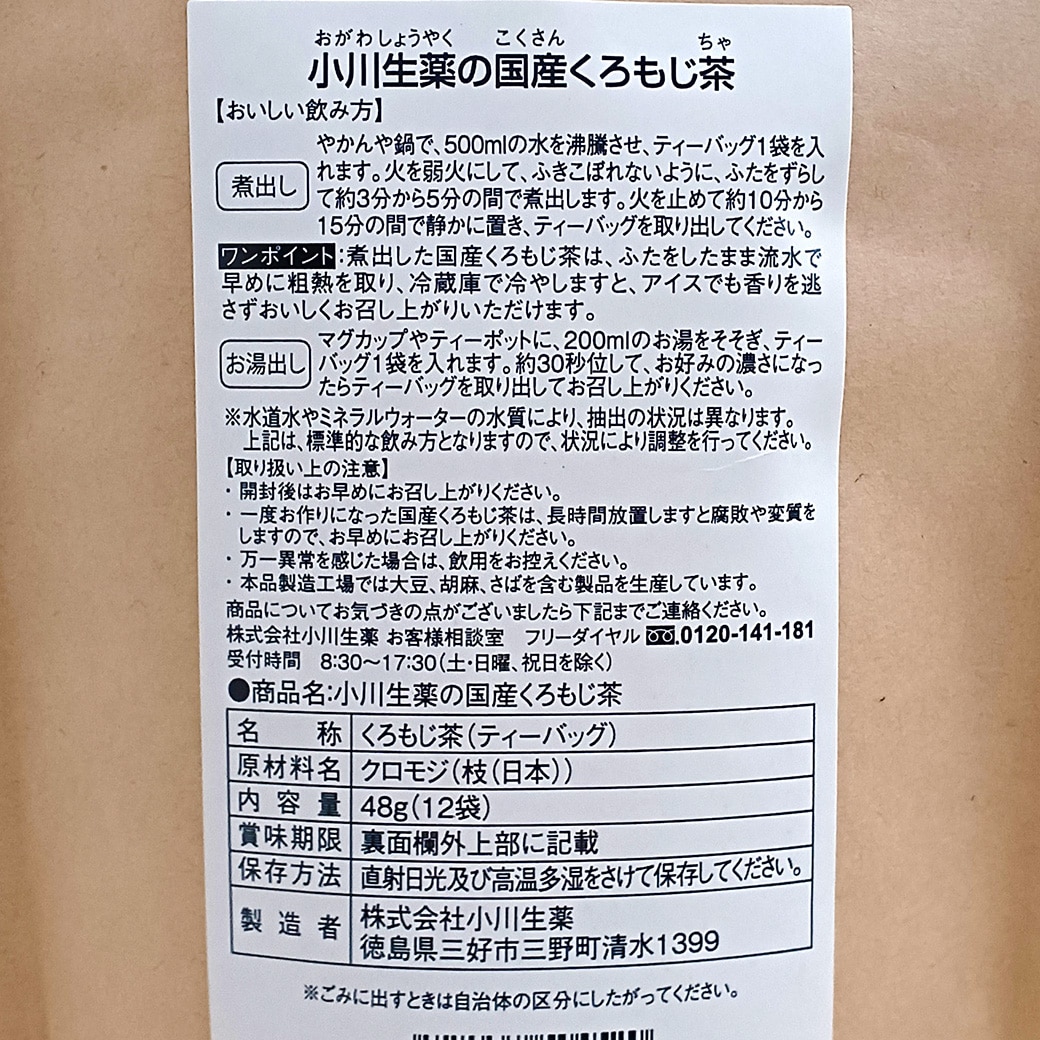 おがわしょうやく こくさん ちゃ
小川生薬の国産くろもじ茶
【おいしい飲み方】
煮出し
やかんや鍋で、500mlの水を沸騰させ、ティーバッグ1袋を入
れます。火を弱火にして、ふきこぼれないように、ふたをずらし
て約3分から5分の間で煮出します。火を止めて約10分から
15分の間で静かに置き、ティーバッグを取り出してください。
ワンポイント:煮出した国産くろもじ茶は、ふたをしたまま流水で
早めに粗熱を取り、冷蔵庫で冷やしますと、アイスでも香りを逃
さずおいしくお召し上がりいただけます。
お湯出し
マグカップやティーポットに、200mlのお湯をそそぎ、ティー
バッグ1袋を入れます。約30秒位して、お好みの濃さになっ
たらティーバッグを取り出してお召し上がりください。
※水道水やミネラルウォーターの水質により、抽出の状況は異なります。
上記は、標準的な飲み方となりますので、状況により調整を行ってください。
【取り扱い上の注意】
・開封後はお早めにお召し上がりください。
・一度お作りになった国産くろもじ茶は、長時間放置しますと腐敗や変質を
しますので、お早めにお召し上がりください。
・万一異常を感じた場合は、飲用をお控えください。
・本品製造工場では大豆、胡麻、さばを含む製品を生産しています。
商品についてお気づきの点がございましたら下記までご連絡ください。
株式会社小川生薬 お客様相談室 フリーダイヤル .0120-141-181
受付時間 8:30〜17:30(土・日曜、祝日を除く)
●商品名:小川生薬の国産くろもじ茶
名称 くろもじ茶(ティーバッグ)
原材料名 クロモジ(枝(日本))
内容量 48g(12袋)
賞味期限 裏面欄外上部に記載
保存方法 直射日光及び高温多湿をさけて保存してください。
製造者 株式会社小川生薬
徳島県三好市三野町清水1399
※ごみに出すときは自治体の区分にしたがってください。